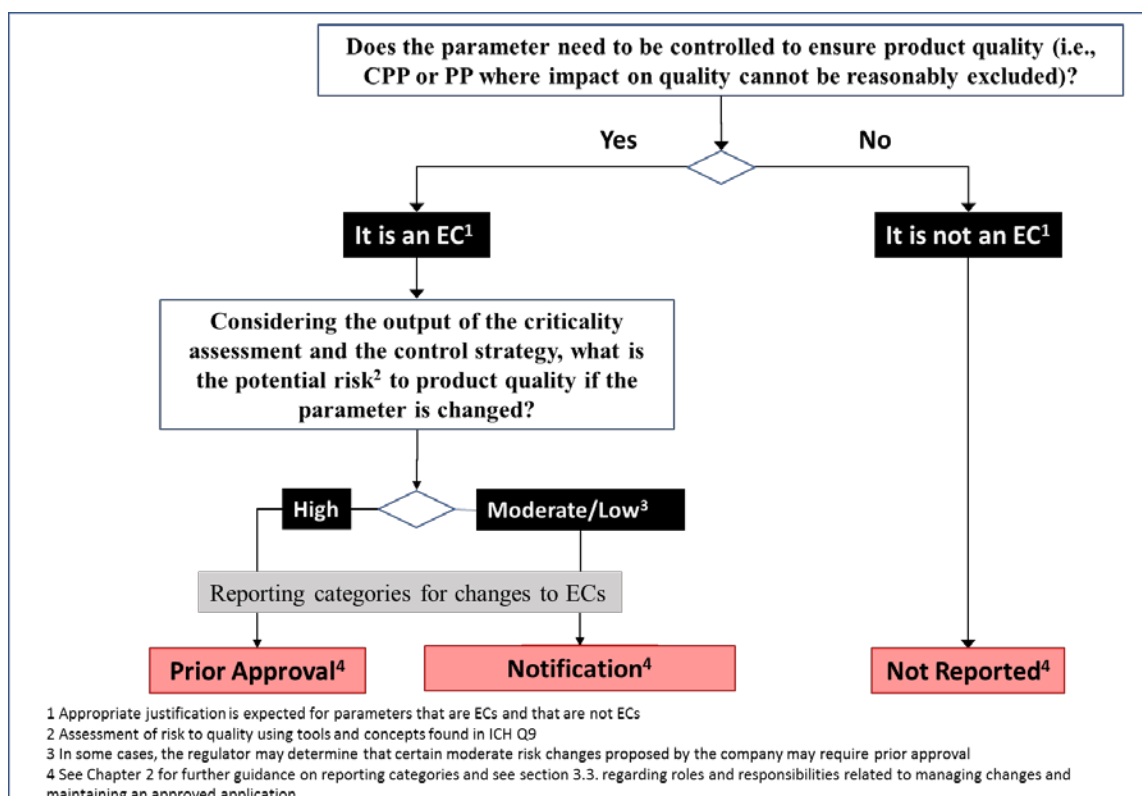 Does the parameter need to be controlled to ensure product quality (i.e.,
CPP or PP where impact on quality cannot be reasonably excluded)?
Yes
No
It is an EC¹
It is not an EC¹
Considering the output of the criticality
assessment and the control strategy, what is
the potential risk² to product quality if the
parameter is changed?
High
Moderate/Low³
Reporting categories for changes to ECs
Prior Approval⁴
Notification⁴
Not Reported⁴
1 Appropriate justification is expected for parameters that are ECs and that are not ECs
2 Assessment of risk to quality using tools and concepts found in ICH Q9
3 In some cases, the regulator may determine that certain moderate risk changes proposed by the company may require prior approval
4 See Chapter 2 for further guidance on reporting categories and see section 3.3. regarding roles and responsibilities related to managing changes and
maintaining an approved application